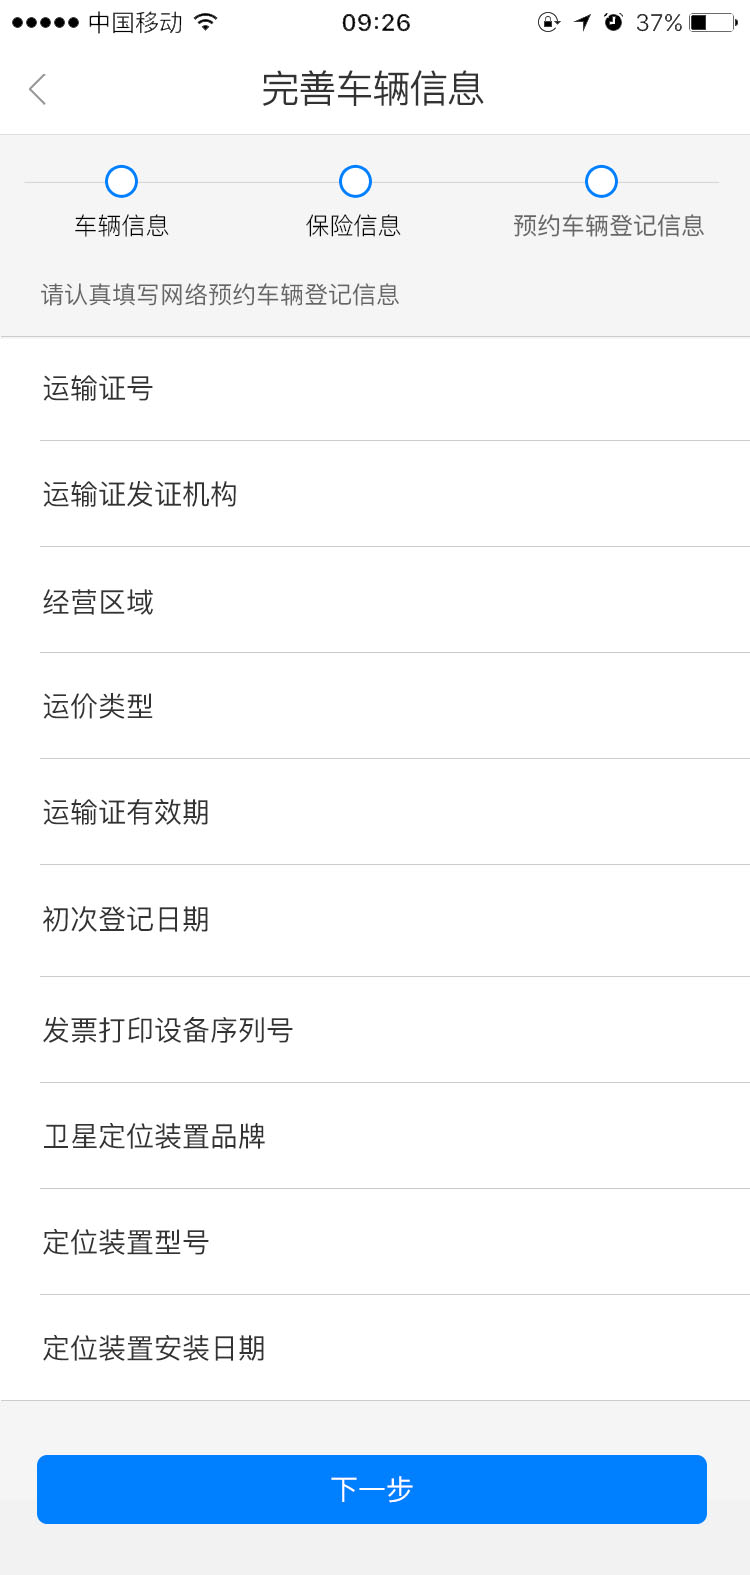 中国移动 09:26 37%
完善车辆信息
车辆信息 保险信息 预约车辆登记信息
请认真填写网络预约车辆登记信息
运输证号
运输证发证机构
经营区域
运价类型
运输证有效期
初次登记日期
发票打印设备序列号
卫星定位装置品牌
定位装置型号
定位装置安装日期
下一步